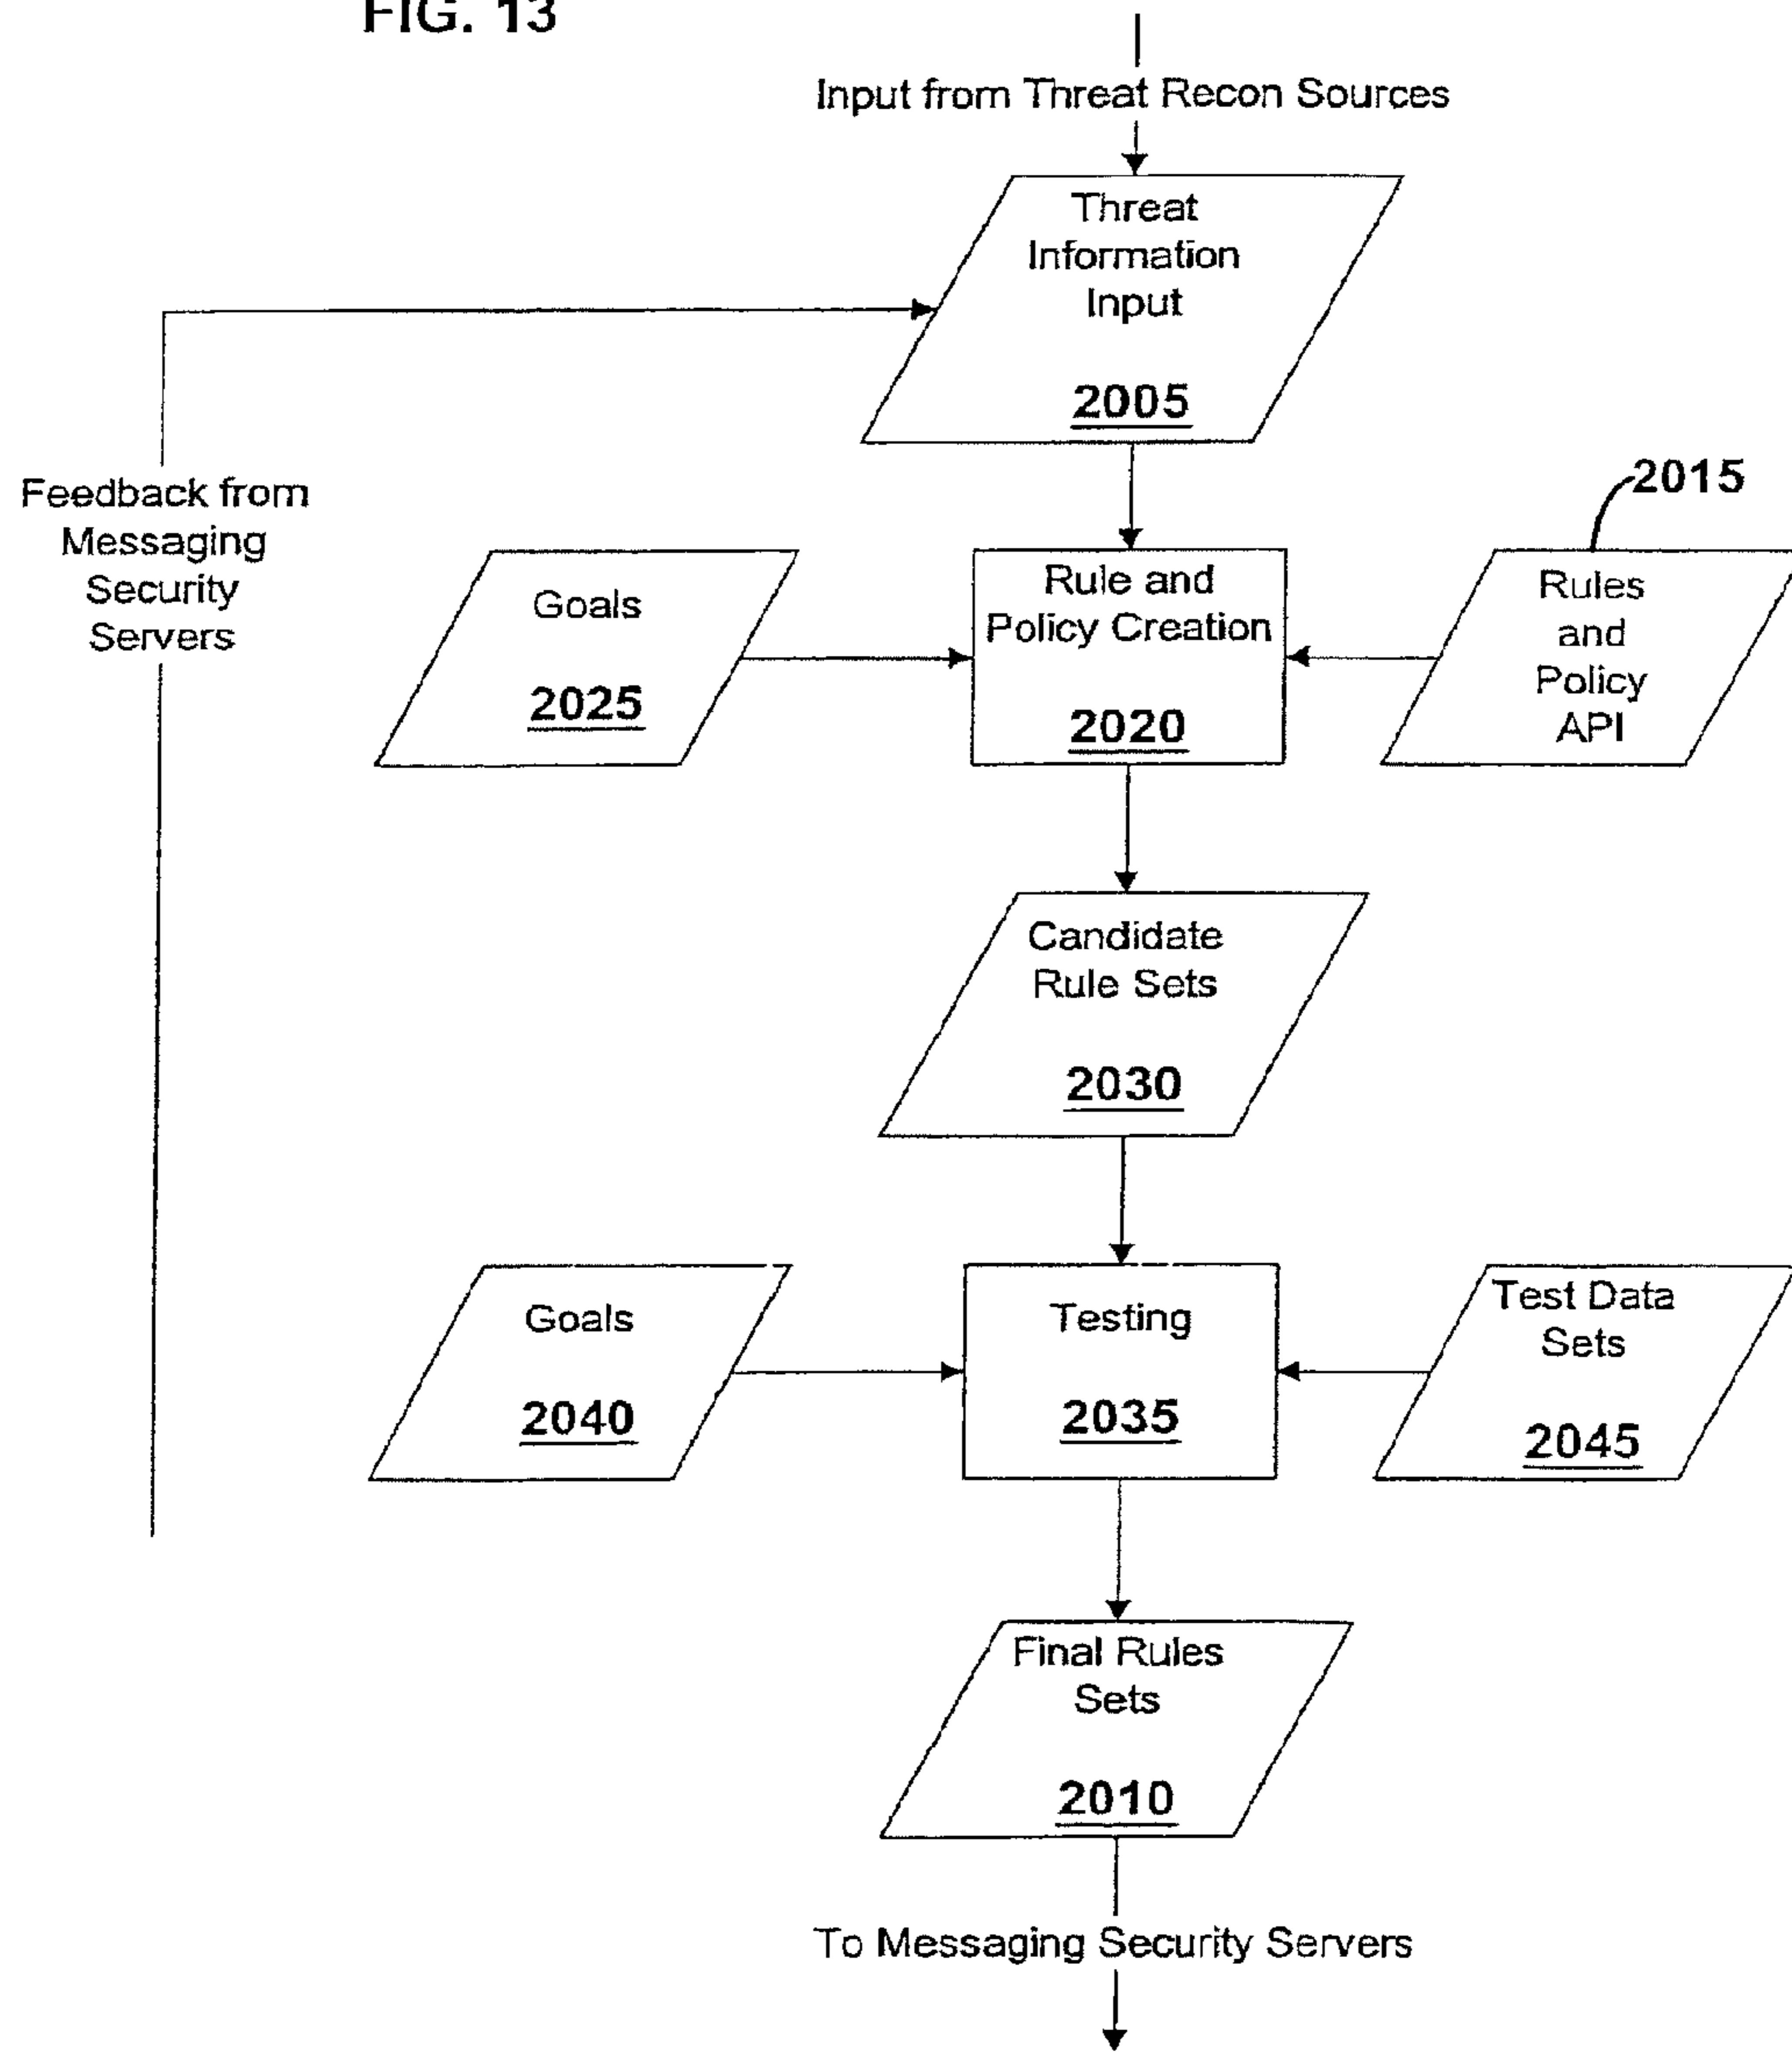 FIG. 13
Input from Threat Recon Sources
Threat
Information
Input
2005
Feedback from
Messaging
Security
Servers
2015
Goals
2025
Rule and
Policy Creation
2020
Rules
and
Policy
API
Candidate
Rule Sets
2030
Goals
2040
Testing
2035
Test Data
Sets
2045
Final Rules
Sets
2010
To Messaging Security Servers